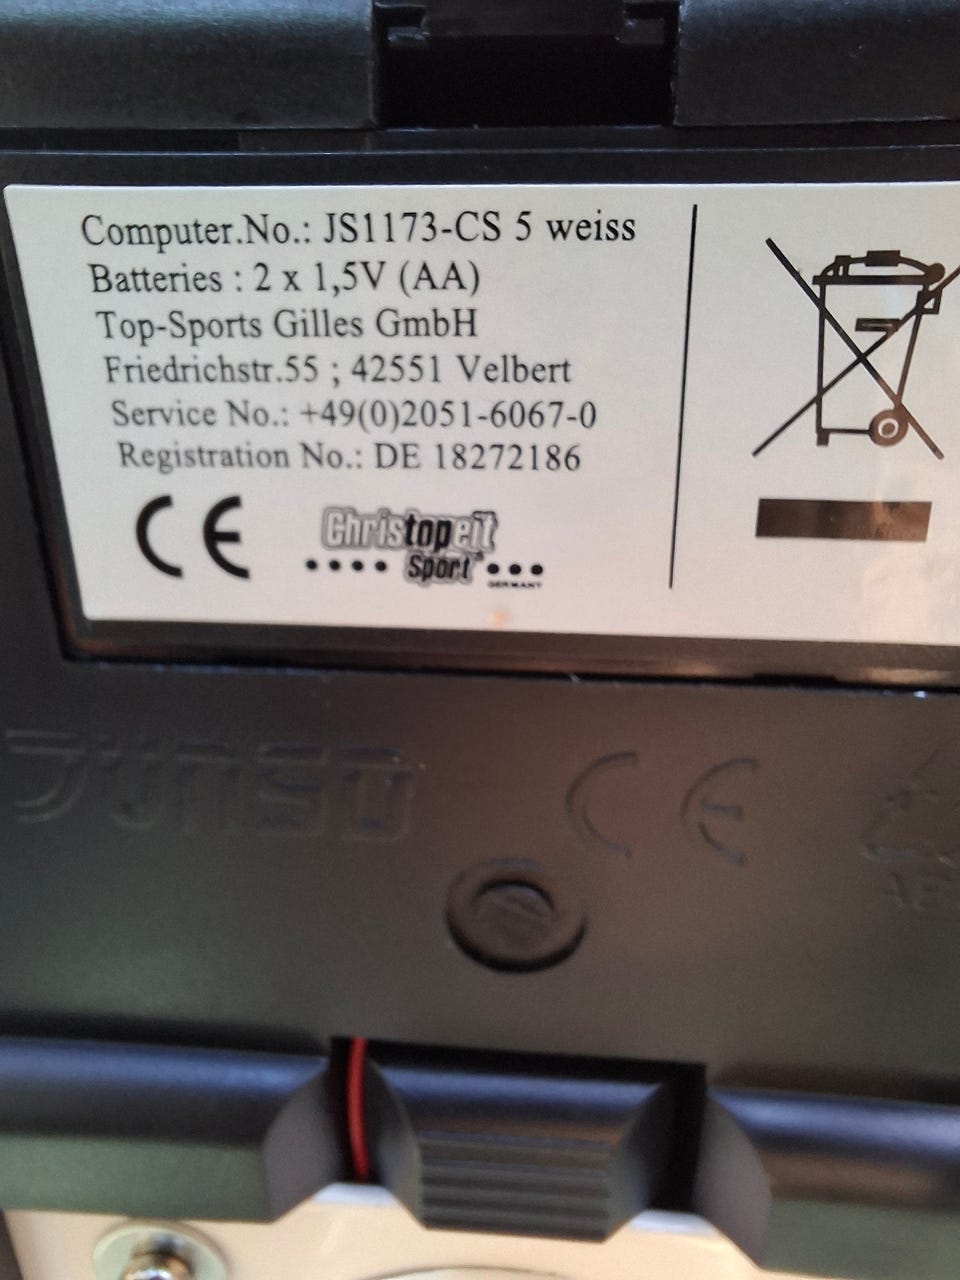 Computer.No.: JS1173-CS 5 weiss
Batteries : 2 x 1,5V (AA)
Top-Sports Gilles GmbH
Friedrichstr.55 ; 42551 Velbert
Service No.: +49(0)2051-6067-0
Registration No.: DE 18272186
CE
Christopeit
Sport
GERMANY
JUNSD
CE